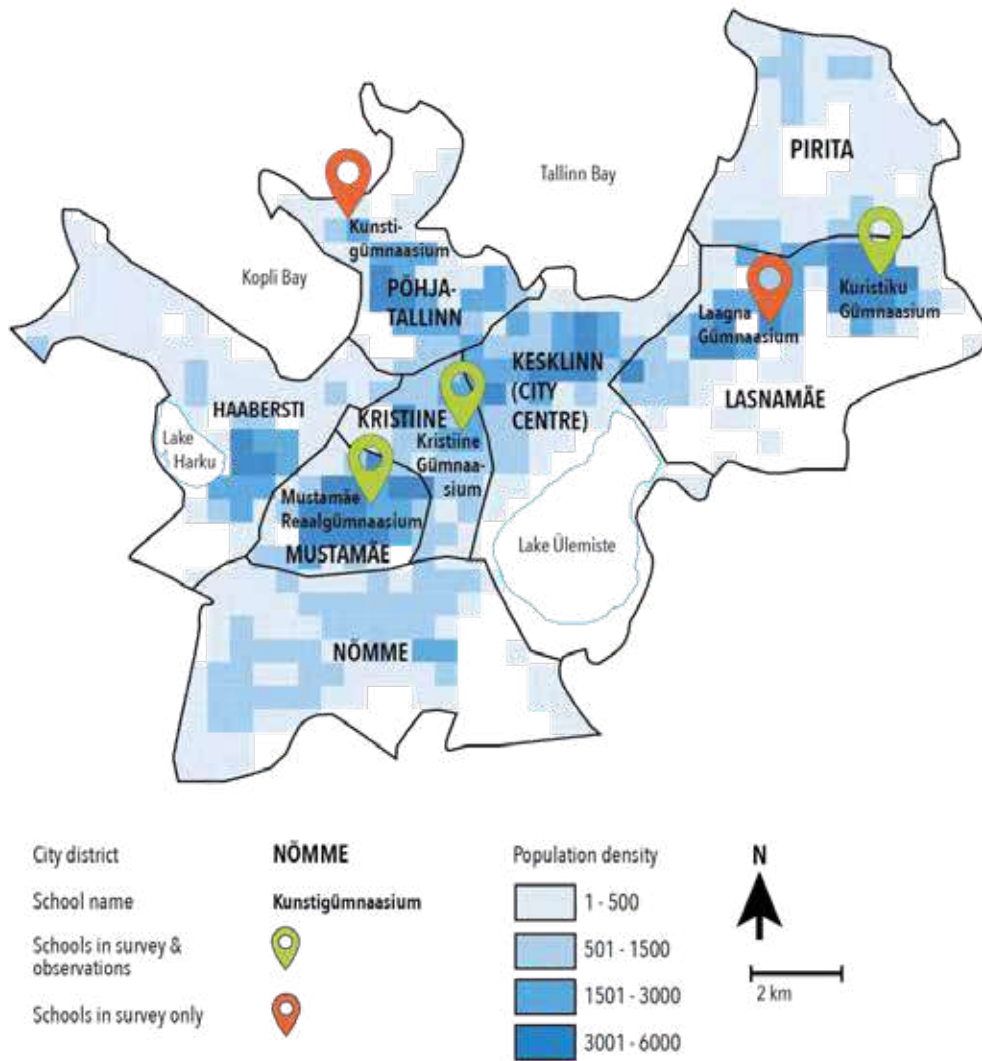 PIRITA
Tallinn Bay
Kunsti-
gümnaasium
Kopli Bay
PÕHJA-
TALLINN
Kuristiku
Gümnaasium
Laagna
Gümnaasium
KESKLINN
(CITY
CENTRE)
LASNAMÄE
HAABERSTI
KRISTIINE
Lake
Harku
Kristiine
Gümnaa-
sium
Mustamäe
Reaalgümnaasium
MUSTAMÄE
Lake Ülemiste
NÕMME
City district
NÕMME
School name
Kunstigümnaasium
Schools in survey &
observations
Schools in survey only
Population density
1 - 500
501 - 1500
1501 - 3000
3001 - 6000
N
2 km